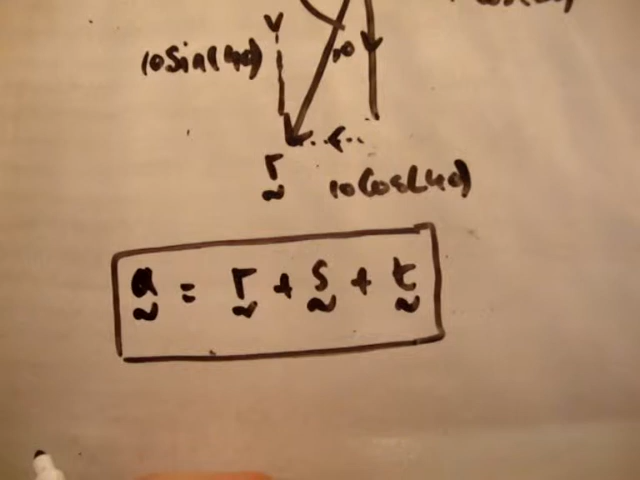 10Sin(40)
10
r
10Cos(40)
a = r + s + t